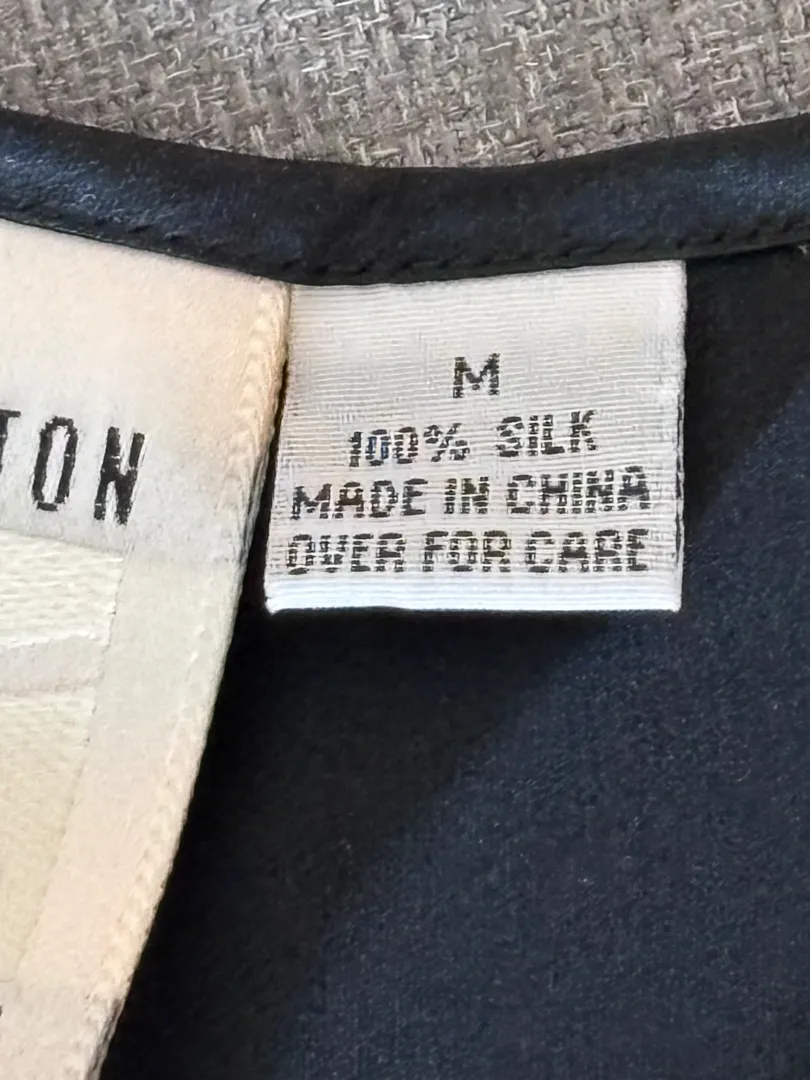 TON
M
100% SILK
MADE IN CHINA
OVER FOR CARE